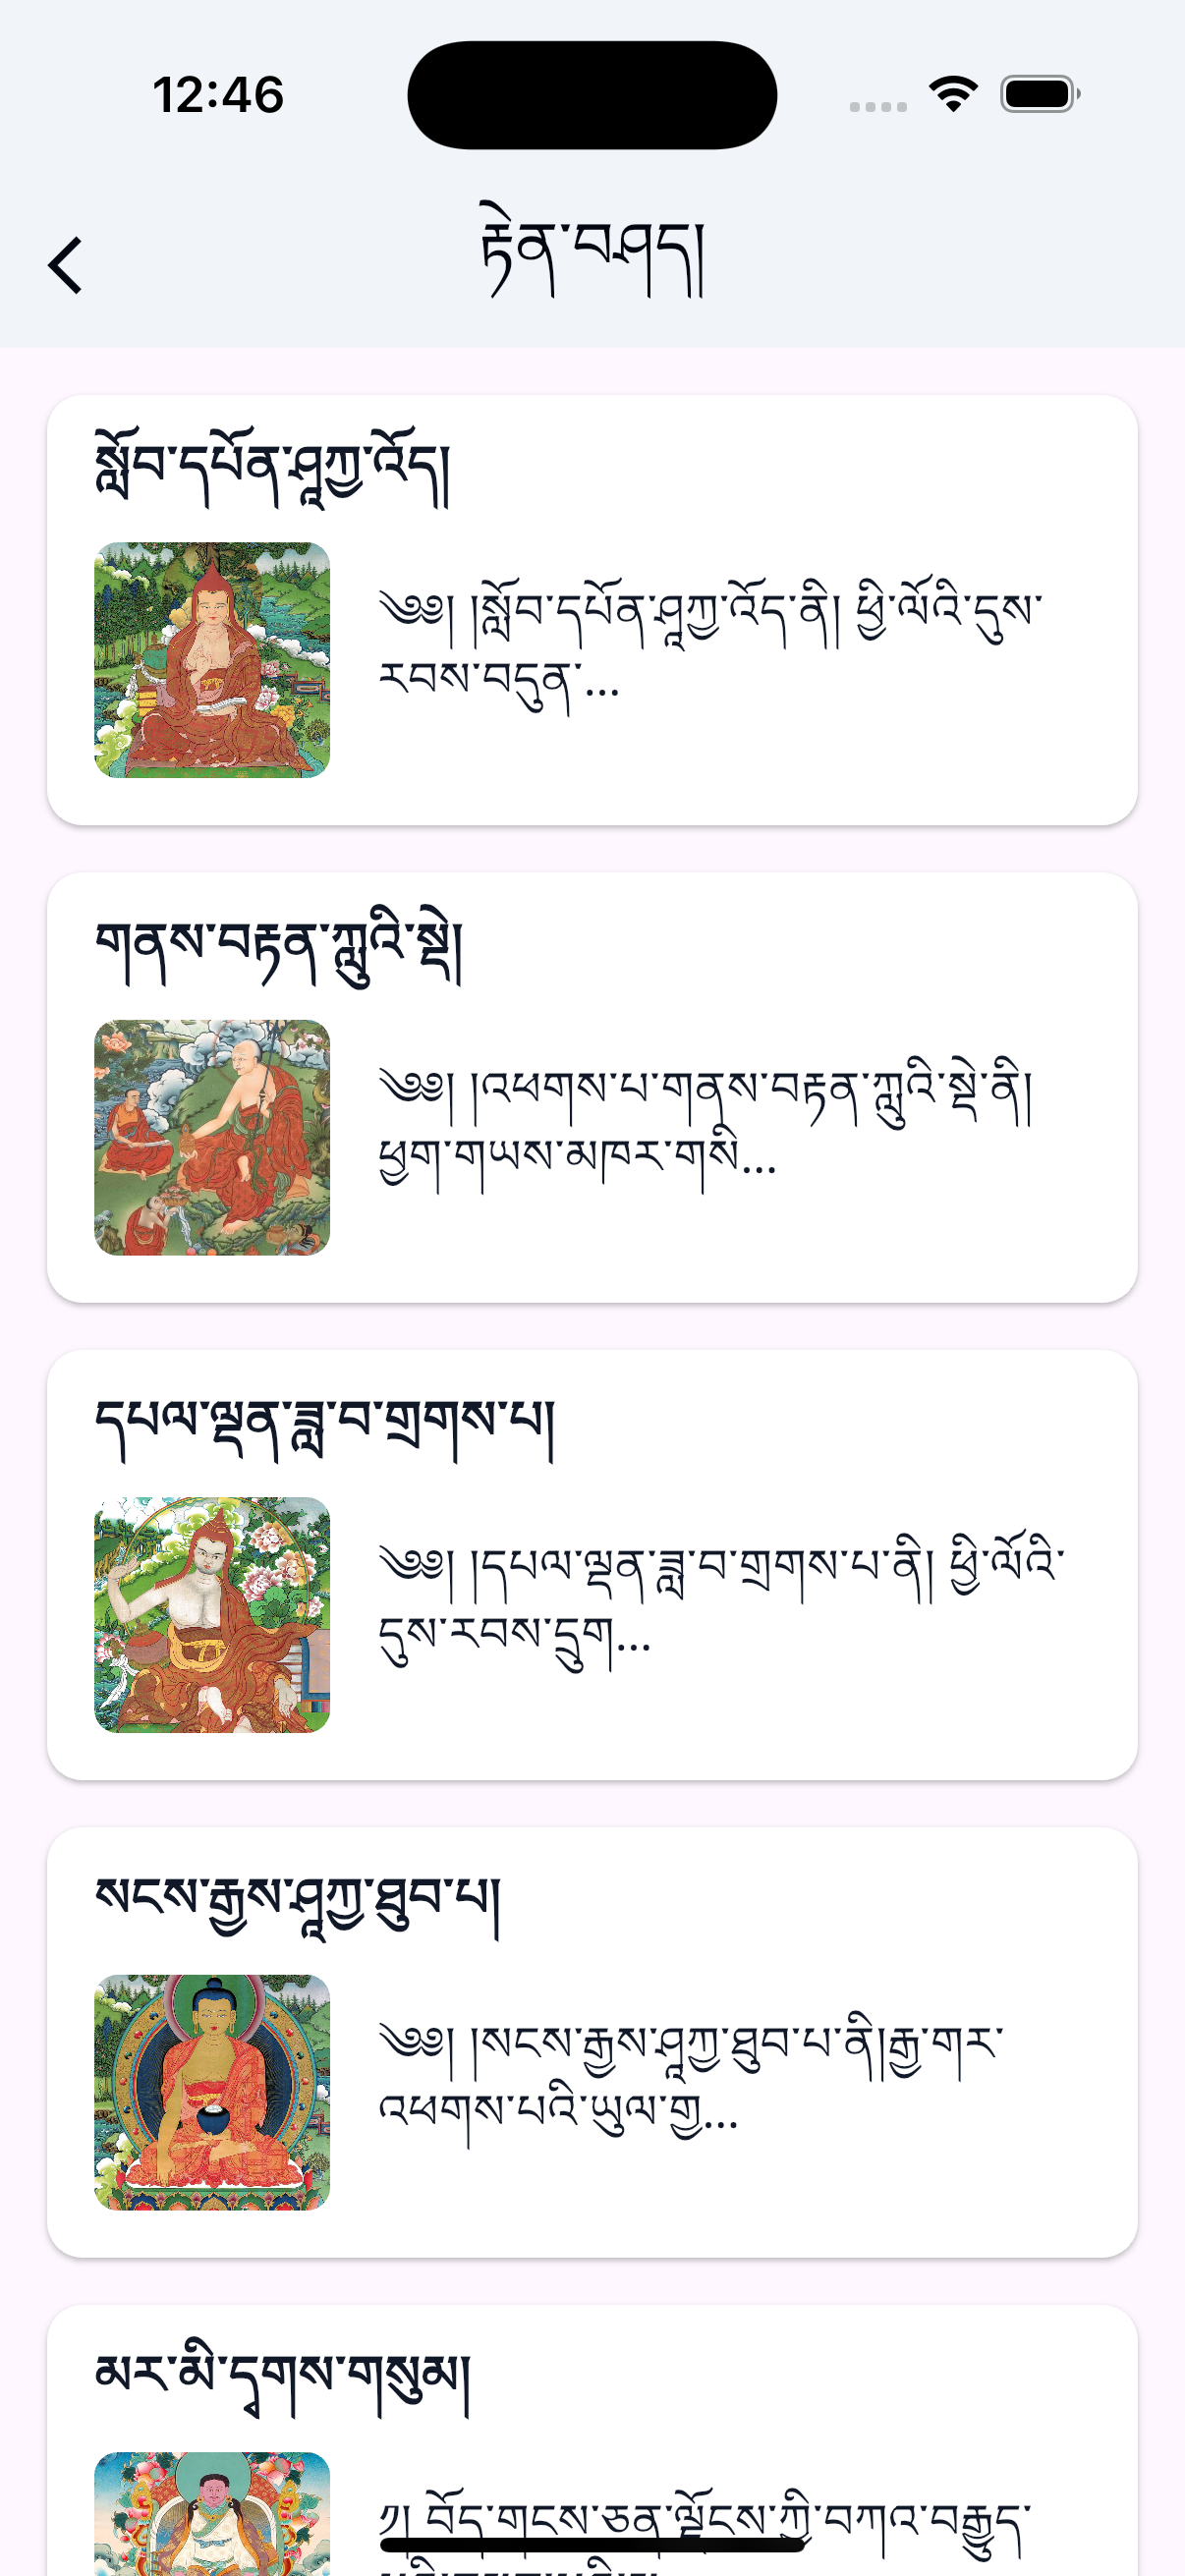 12:46
རྟེན་བཤད།
སློབ་དཔོན་ཤཱཀྱ་འོད།
༄༅། །སློབ་དཔོན་ཤཱཀྱ་འོད་ནི། ཕྱི་ལོའི་དུས་
རབས་བདུན་...
གནས་བརྟན་ཀླུའི་སྡེ།
༄༅། །འཕགས་པ་གནས་བརྟན་ཀླུའི་སྡེ་ནི།
ཕྱག་གཡས་མཁར་གསི...
དཔལ་ལྡན་ཟླ་བ་གྲགས་པ།
༄༅། །དཔལ་ལྡན་ཟླ་བ་གྲགས་པ་ནི། ཕྱི་ལོའི་
དུས་རབས་དྲུག...
སངས་རྒྱས་ཤཱཀྱ་ཐུབ་པ།
༄༅། །སངས་རྒྱས་ཤཱཀྱ་ཐུབ་པ་ནི།རྒྱ་གར་
འཕགས་པའི་ཡུལ་གྱ...
མར་མི་དྭགས་གསུམ།
༡། བོད་གངས་ཅན་ལྗོངས་ཀྱི་བཀའ་བརྒྱུད་